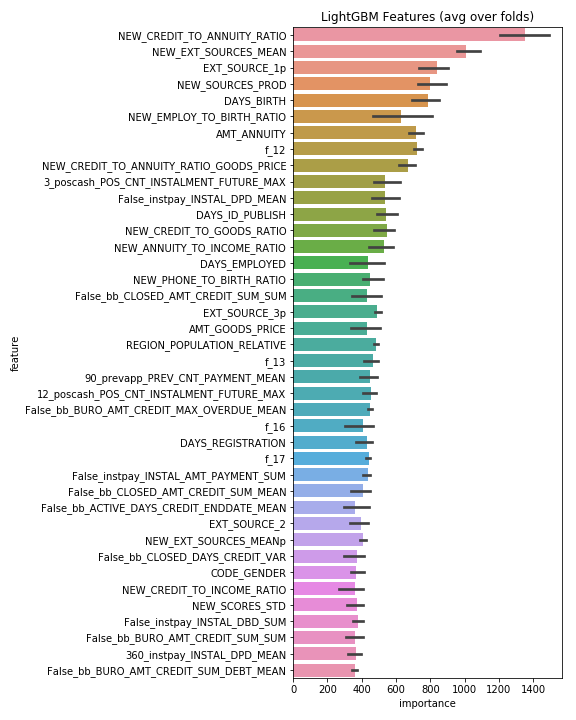 LightGBM Features (avg over folds)
NEW_CREDIT_TO_ANNUITY_RATIO
NEW_EXT_SOURCES_MEAN
EXT_SOURCE_1p
NEW_SOURCES_PROD
DAYS_BIRTH
NEW_EMPLOY_TO_BIRTH_RATIO
AMT_ANNUITY
f_12
NEW_CREDIT_TO_ANNUITY_RATIO_GOODS_PRICE
3_poscash_POS_CNT_INSTALMENT_FUTURE_MAX
False_instpay_INSTAL_DPD_MEAN
DAYS_ID_PUBLISH
NEW_CREDIT_TO_GOODS_RATIO
NEW_ANNUITY_TO_INCOME_RATIO
DAYS_EMPLOYED
NEW_PHONE_TO_BIRTH_RATIO
False_bb_CLOSED_AMT_CREDIT_SUM_SUM
EXT_SOURCE_3p
AMT_GOODS_PRICE
REGION_POPULATION_RELATIVE
f_13
90_prevapp_PREV_CNT_PAYMENT_MEAN
12_poscash_POS_CNT_INSTALMENT_FUTURE_MAX
False_bb_BURO_AMT_CREDIT_MAX_OVERDUE_MEAN
f_16
DAYS_REGISTRATION
f_17
False_instpay_INSTAL_AMT_PAYMENT_SUM
False_bb_CLOSED_AMT_CREDIT_SUM_MEAN
False_bb_ACTIVE_DAYS_CREDIT_ENDDATE_MEAN
EXT_SOURCE_2
NEW_EXT_SOURCES_MEANp
False_bb_CLOSED_DAYS_CREDIT_VAR
CODE_GENDER
NEW_CREDIT_TO_INCOME_RATIO
NEW_SCORES_STD
False_instpay_INSTAL_DBD_SUM
False_bb_BURO_AMT_CREDIT_SUM_SUM
360_instpay_INSTAL_DPD_MEAN
False_bb_BURO_AMT_CREDIT_SUM_DEBT_MEAN
feature
0 200 400 600 800 1000 1200 1400
importance